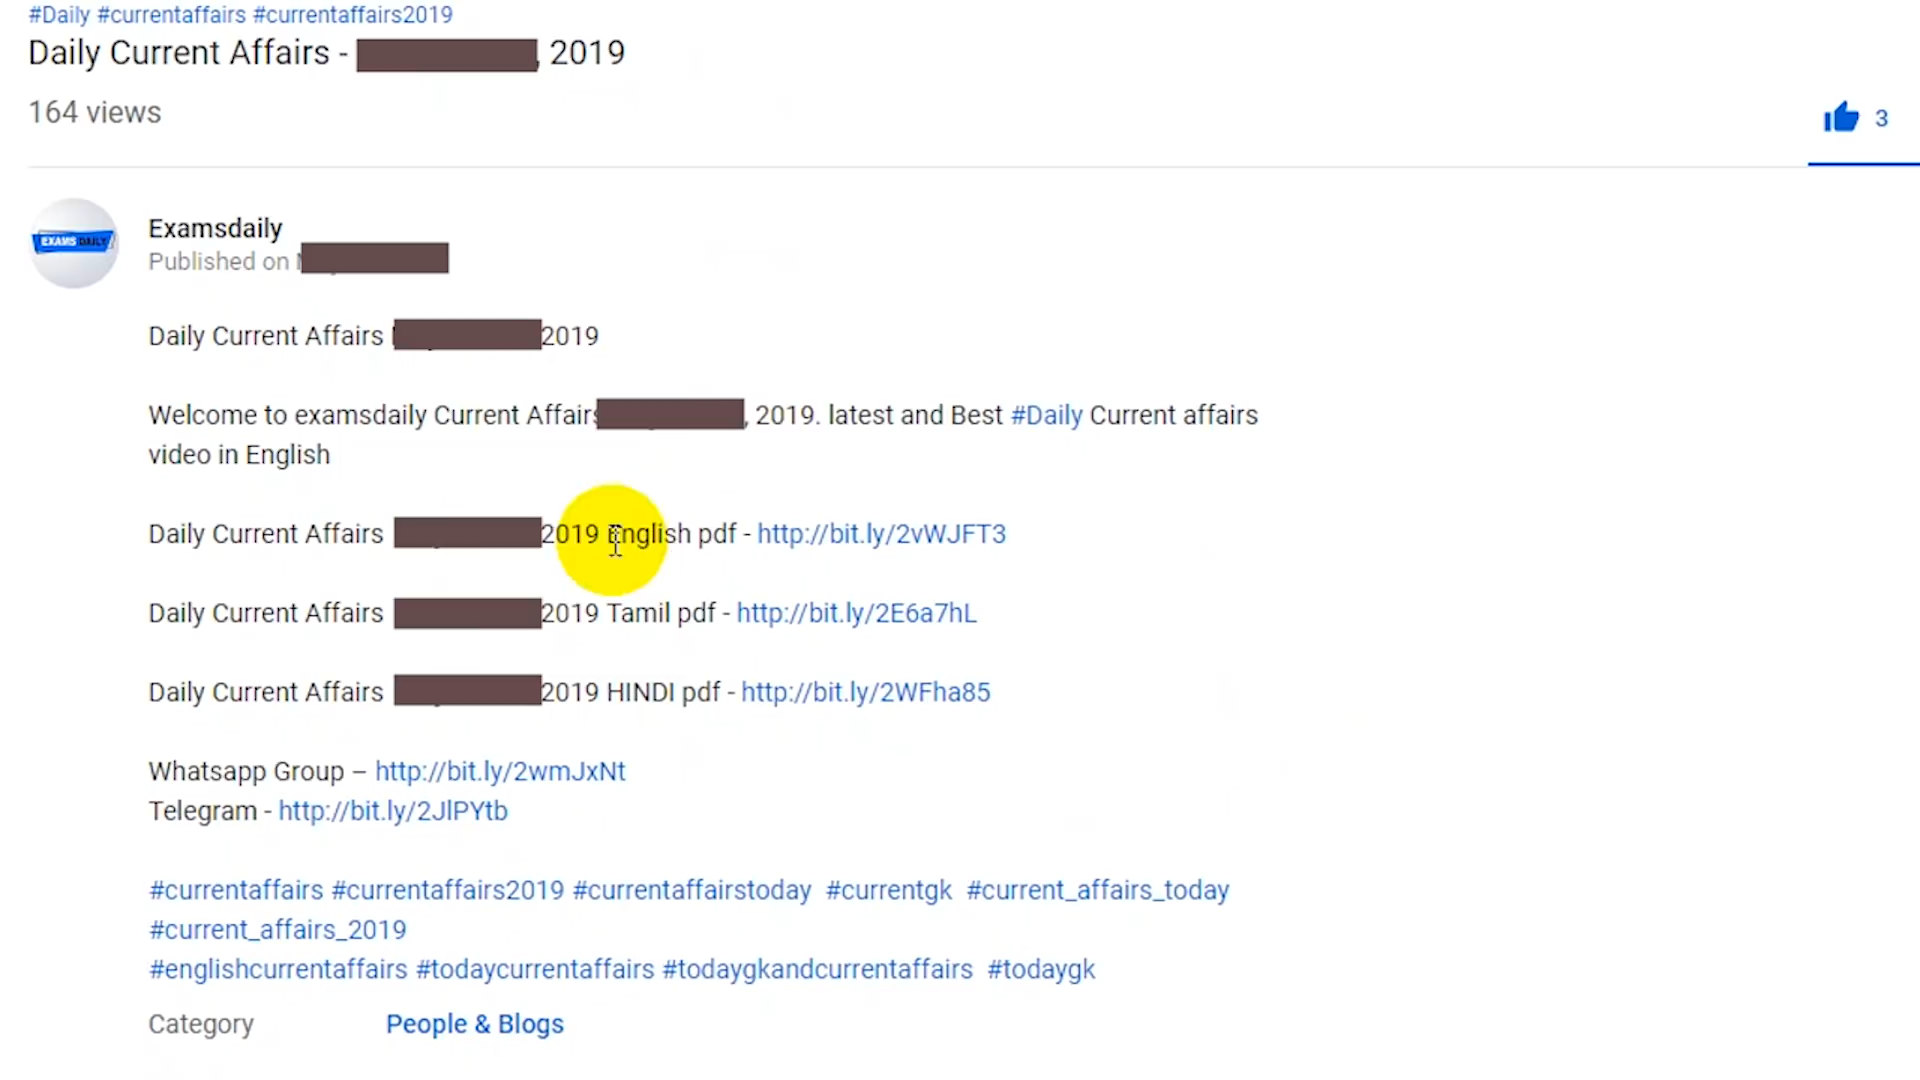 #Daily #currentaffairs #currentaffairs2019
Daily Current Affairs - , 2019
164 views
3
EXAMS DAILY
Examsdaily
Published on
Daily Current Affairs 2019
Welcome to examsdaily Current Affairs , 2019. latest and Best #Daily Current affairs
video in English
Daily Current Affairs 2019 English pdf - http://bit.ly/2vWJFT3
Daily Current Affairs 2019 Tamil pdf - http://bit.ly/2E6a7hL
Daily Current Affairs 2019 HINDI pdf - http://bit.ly/2WFha85
Whatsapp Group – http://bit.ly/2wmJxNt
Telegram - http://bit.ly/2JlPYtb
#currentaffairs #currentaffairs2019 #currentaffairstoday #currentgk #current_affairs_today
#current_affairs_2019
#englishcurrentaffairs #todaycurrentaffairs #todaygkandcurrentaffairs #todaygk
Category People & Blogs